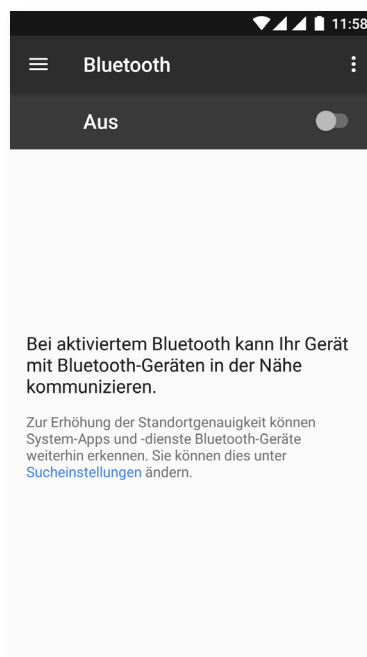 11:58
Bluetooth
Aus
Bei aktiviertem Bluetooth kann Ihr Gerät
mit Bluetooth-Geräten in der Nähe
kommunizieren.
Zur Erhöhung der Standortgenauigkeit können
System-Apps und -dienste Bluetooth-Geräte
weiterhin erkennen. Sie können dies unter
Sucheinstellungen ändern.